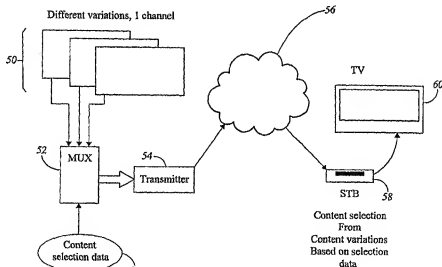 Different variations, 1 channel
50
56
TV
60
52
MUX
54
Transmitter
STB
58
Content selection
From
Content variations
Based on selection
data
Content
selection data